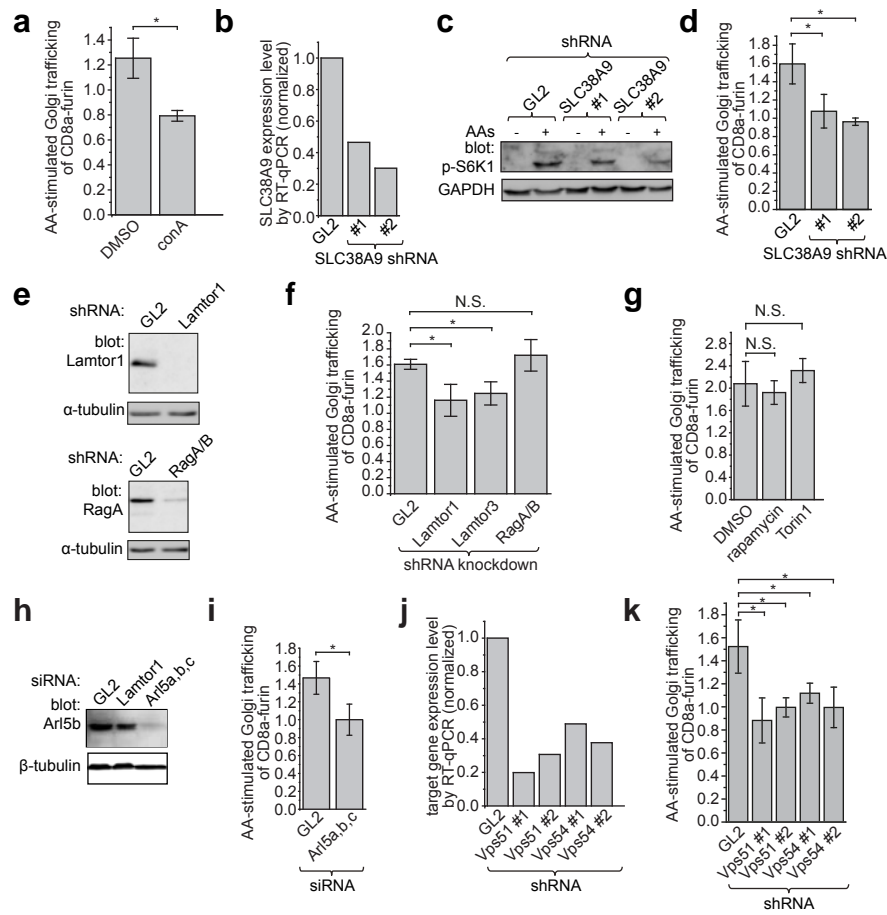 a
AA-stimulated Golgi trafficking
of CD8a-furin
1.4
1.2
1.0
0.8
0.6
0.4
0.2
0.0
*
DMSO
conA
b
SLC38A9 expression level
by RT-qPCR (normalized)
1.0
0.8
0.6
0.4
0.2
0.0
GL2
#1
#2
SLC38A9 shRNA
c
shRNA
GL2
SLC38A9
#1
SLC38A9
#2
AAs
- + - + - +
blot:
p-S6K1
GAPDH
d
AA-stimulated Golgi trafficking
of CD8a-furin
2.0
1.8
1.6
1.4
1.2
1.0
0.8
0.6
0.4
0.2
0.0
*
*
GL2
#1
#2
SLC38A9 shRNA
e
shRNA:
GL2
Lamtor1
blot:
Lamtor1
α-tubulin
shRNA:
GL2
RagA/B
blot:
RagA
α-tubulin
f
AA-stimulated Golgi trafficking
of CD8a-furin
2.0
1.8
1.6
1.4
1.2
1.0
0.8
0.6
0.4
0.2
0.0
N.S.
*
*
GL2
Lamtor1
Lamtor3
RagA/B
shRNA knockdown
g
AA-stimulated Golgi trafficking
of CD8a-furin
2.8
2.4
2.0
1.6
1.2
0.8
0.4
0.0
N.S.
N.S.
DMSO
rapamycin
Torin1
h
siRNA:
GL2
Lamtor1
Arl5a,b,c
blot:
Arl5b
β-tubulin
i
AA-stimulated Golgi trafficking
of CD8a-furin
1.8
1.6
1.4
1.2
1.0
0.8
0.6
0.4
0.2
0.0
*
GL2
Arl5a,b,c
siRNA
j
target gene expression level
by RT-qPCR (normalized)
1.0
0.8
0.6
0.4
0.2
0.0
GL2
Vps51 #1
Vps51 #2
Vps54 #1
Vps54 #2
shRNA
k
AA-stimulated Golgi trafficking
of CD8a-furin
1.8
1.6
1.4
1.2
1.0
0.8
0.6
0.4
0.2
0.0
*
*
*
*
GL2
Vps51 #1
Vps51 #2
Vps54 #1
Vps54 #2
shRNA